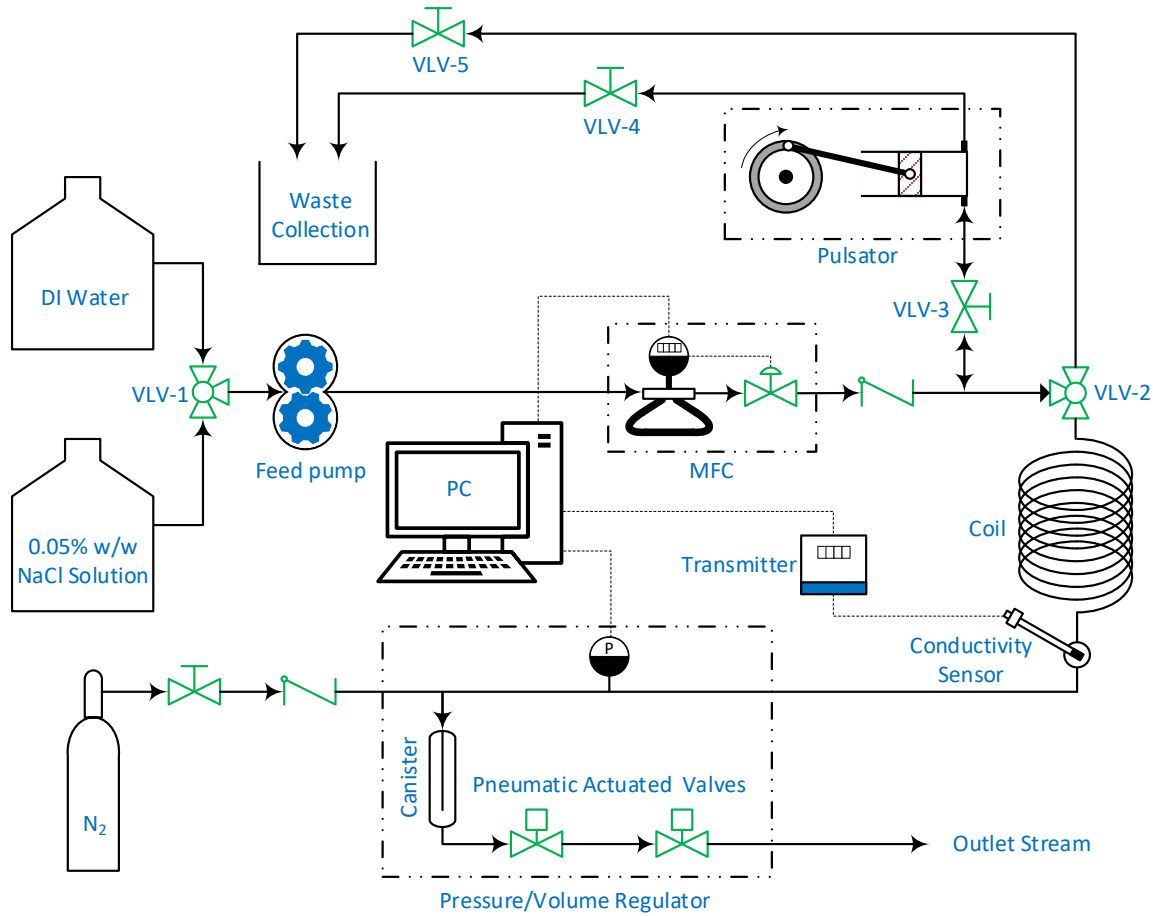 VLV-5
VLV-4
Waste
Collection
Pulsator
DI Water
VLV-3
VLV-1
VLV-2
Feed pump
MFC
PC
0.05% w/w
NaCl Solution
Coil
Transmitter
Conductivity
Sensor
P
Canister
Pneumatic Actuated Valves
N₂
Outlet Stream
Pressure/Volume Regulator